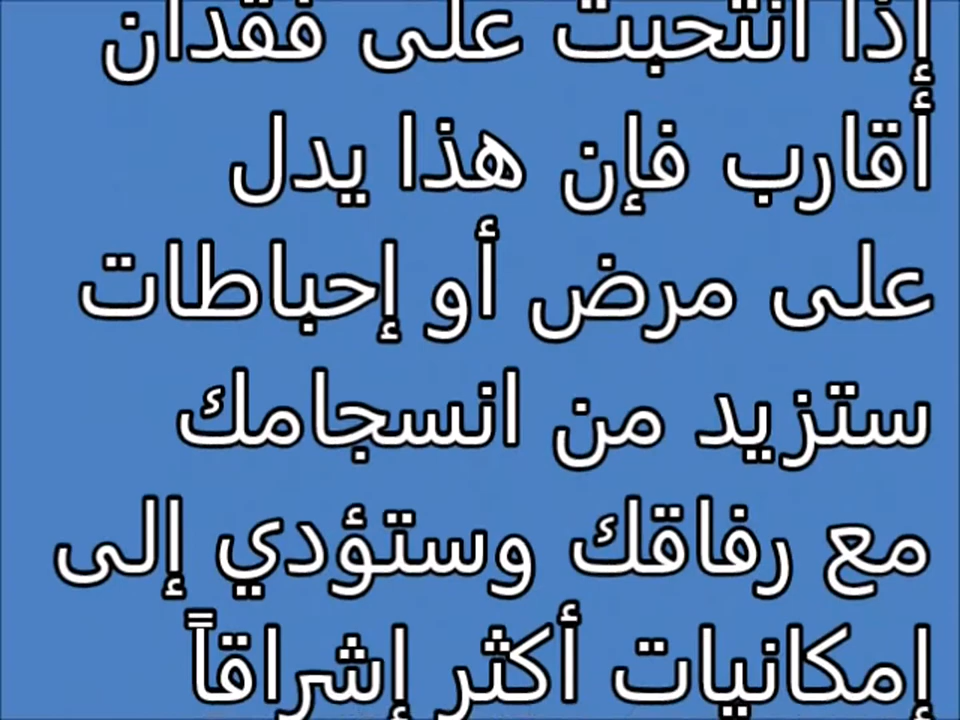 إذا انتحبت على فقدان
أقارب فإن هذا يدل
على مرض أو إحباطات
ستزيد من انسجامك
مع رفاقك وستؤدي إلى
إمكانيات أكثر إشراقاً